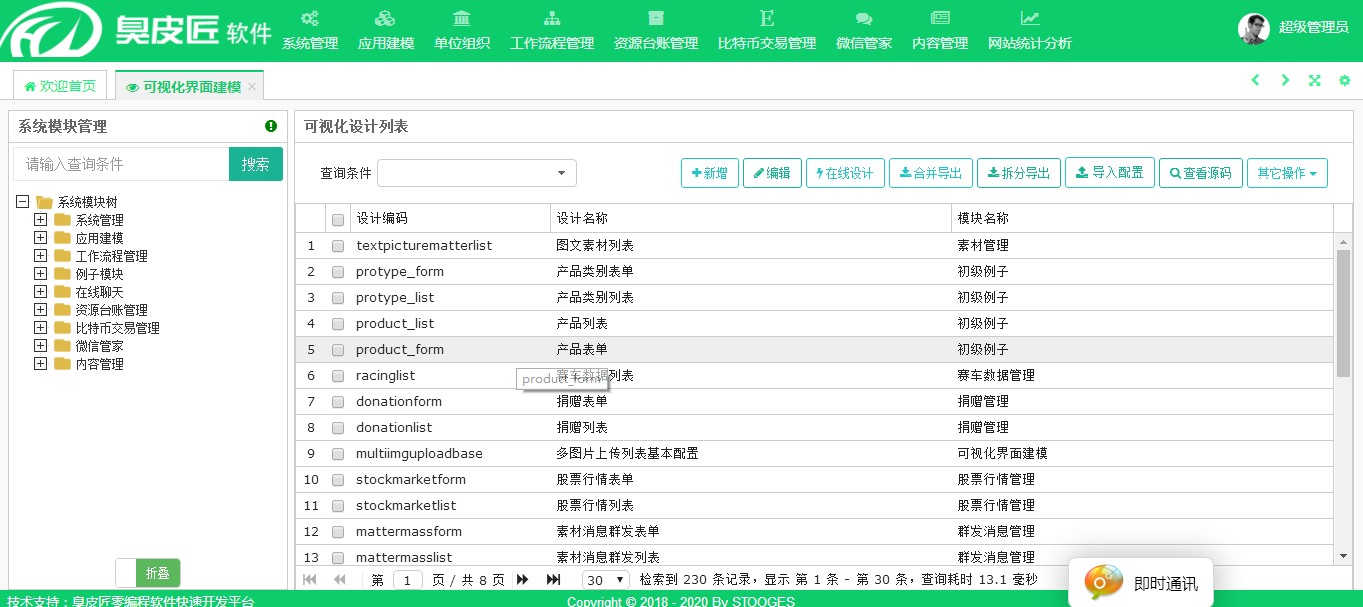 臭皮匠 软件
系统管理 应用建模 单位组织 工作流程管理 资源台账管理 比特币交易管理 微信管家 内容管理 网站统计分析 超级管理员
欢迎首页 可视化界面建模 ×
系统模块管理
请输入查询条件 搜索
系统模块树
系统管理
应用建模
工作流程管理
例子模块
在线聊天
资源台账管理
比特币交易管理
微信管家
内容管理
折叠
可视化设计列表
查询条件 新增 编辑 在线设计 合并导出 拆分导出 导入配置 查看源码 其它操作
设计编码 设计名称 模块名称
1 textpicturematterlist 图文素材列表 素材管理
2 protype_form 产品类别表单 初级例子
3 protype_list 产品类别列表 初级例子
4 product_list 产品列表 初级例子
5 product_form 产品表单 初级例子
6 racinglist 赛车数据列表 赛车数据管理
product_form
7 donationform 捐赠表单 捐赠管理
8 donationlist 捐赠列表 捐赠管理
9 multiimguploadbase 多图片上传列表基本配置 可视化界面建模
10 stockmarketform 股票行情表单 股票行情管理
11 stockmarketlist 股票行情列表 股票行情管理
12 mattermassform 素材消息群发表单 群发消息管理
13 mattermasslist 素材消息群发列表 群发消息管理
第 1 页 / 共 8 页 30 检索到 230 条记录，显示 第 1 条 - 第 30 条，查询耗时 13.1 毫秒
即时通讯
技术支持：臭皮匠零编程软件快速开发平台 Copyright © 2018 - 2020 By STOOGES